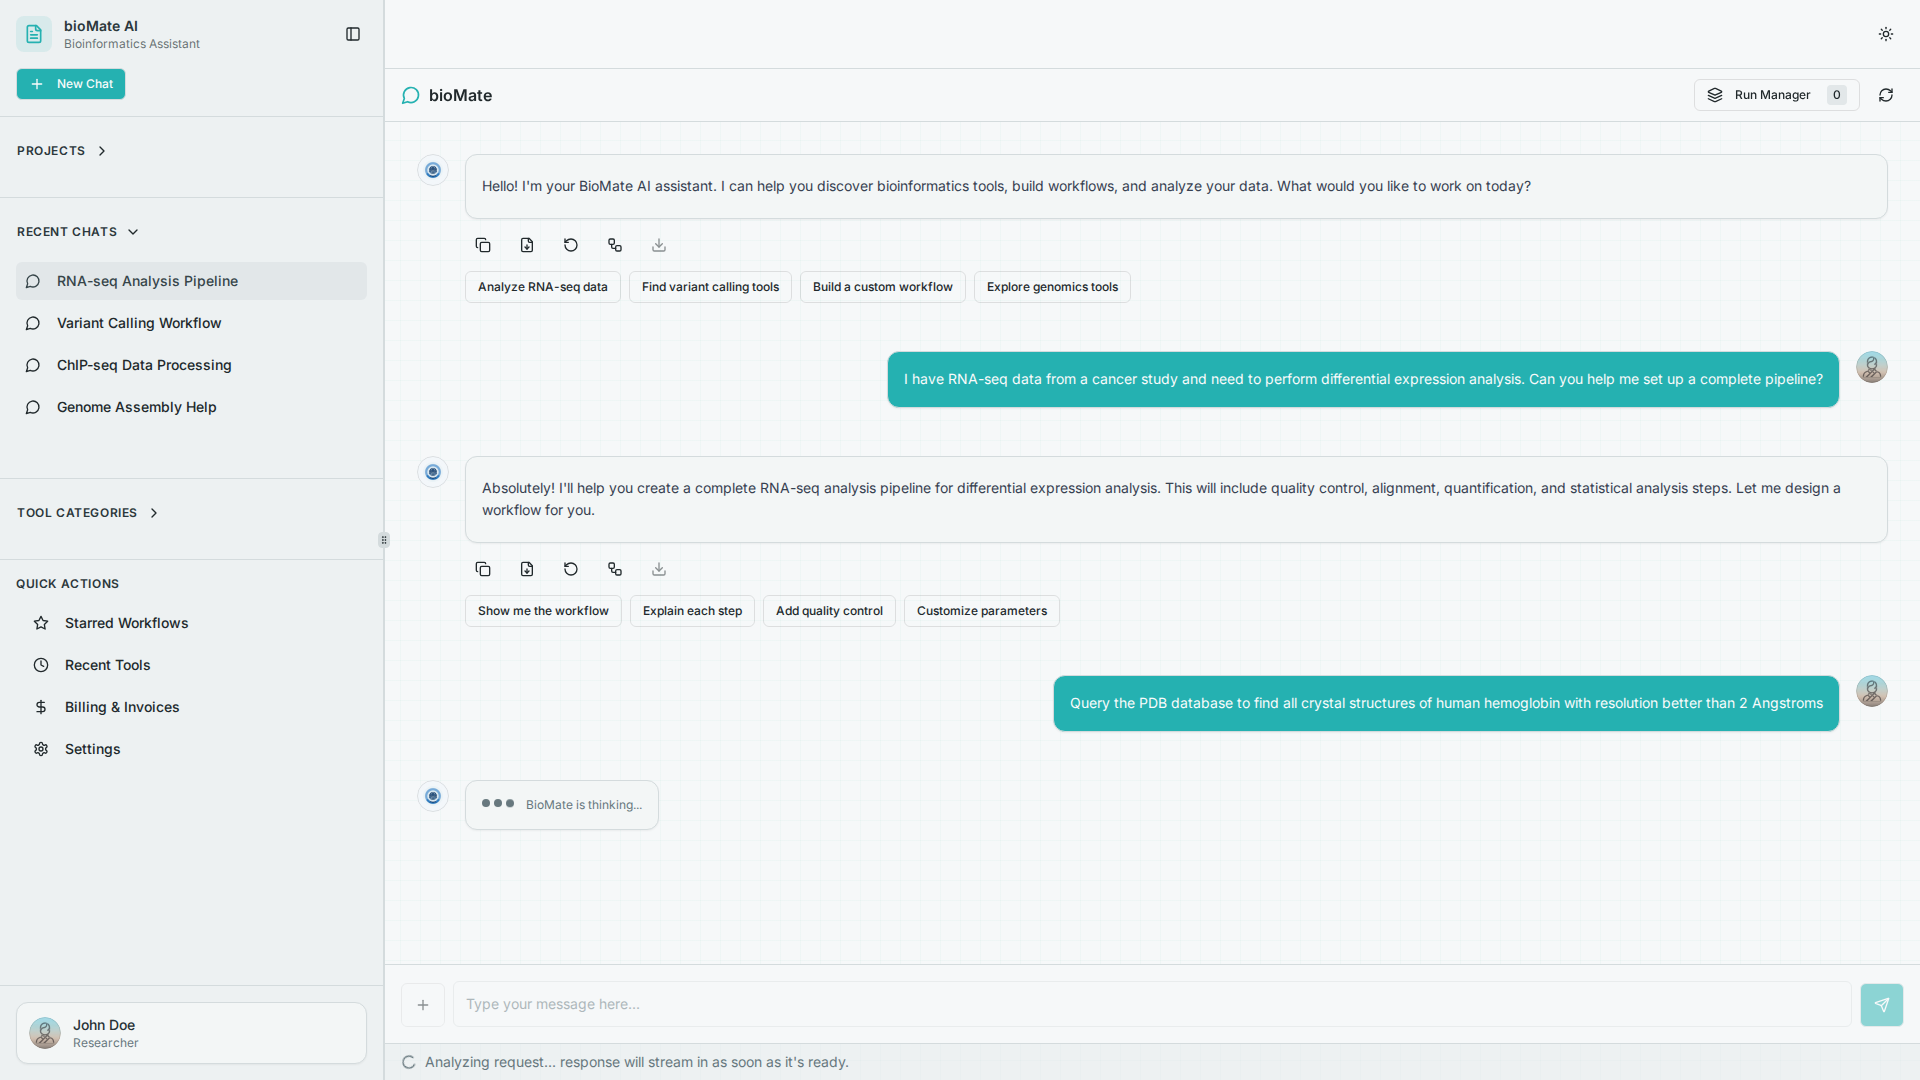 bioMate AI
Bioinformatics Assistant
New Chat
PROJECTS
RECENT CHATS
RNA-seq Analysis Pipeline
Variant Calling Workflow
ChIP-seq Data Processing
Genome Assembly Help
TOOL CATEGORIES
QUICK ACTIONS
Starred Workflows
Recent Tools
Billing & Invoices
Settings
John Doe
Researcher
bioMate
Run Manager 0
Hello! I'm your BioMate AI assistant. I can help you discover bioinformatics tools, build workflows, and analyze your data. What would you like to work on today?
Analyze RNA-seq data
Find variant calling tools
Build a custom workflow
Explore genomics tools
I have RNA-seq data from a cancer study and need to perform differential expression analysis. Can you help me set up a complete pipeline?
Absolutely! I'll help you create a complete RNA-seq analysis pipeline for differential expression analysis. This will include quality control, alignment, quantification, and statistical analysis steps. Let me design a
workflow for you.
Show me the workflow
Explain each step
Add quality control
Customize parameters
Query the PDB database to find all crystal structures of human hemoglobin with resolution better than 2 Angstroms
BioMate is thinking...
Type your message here...
Analyzing request... response will stream in as soon as it's ready.